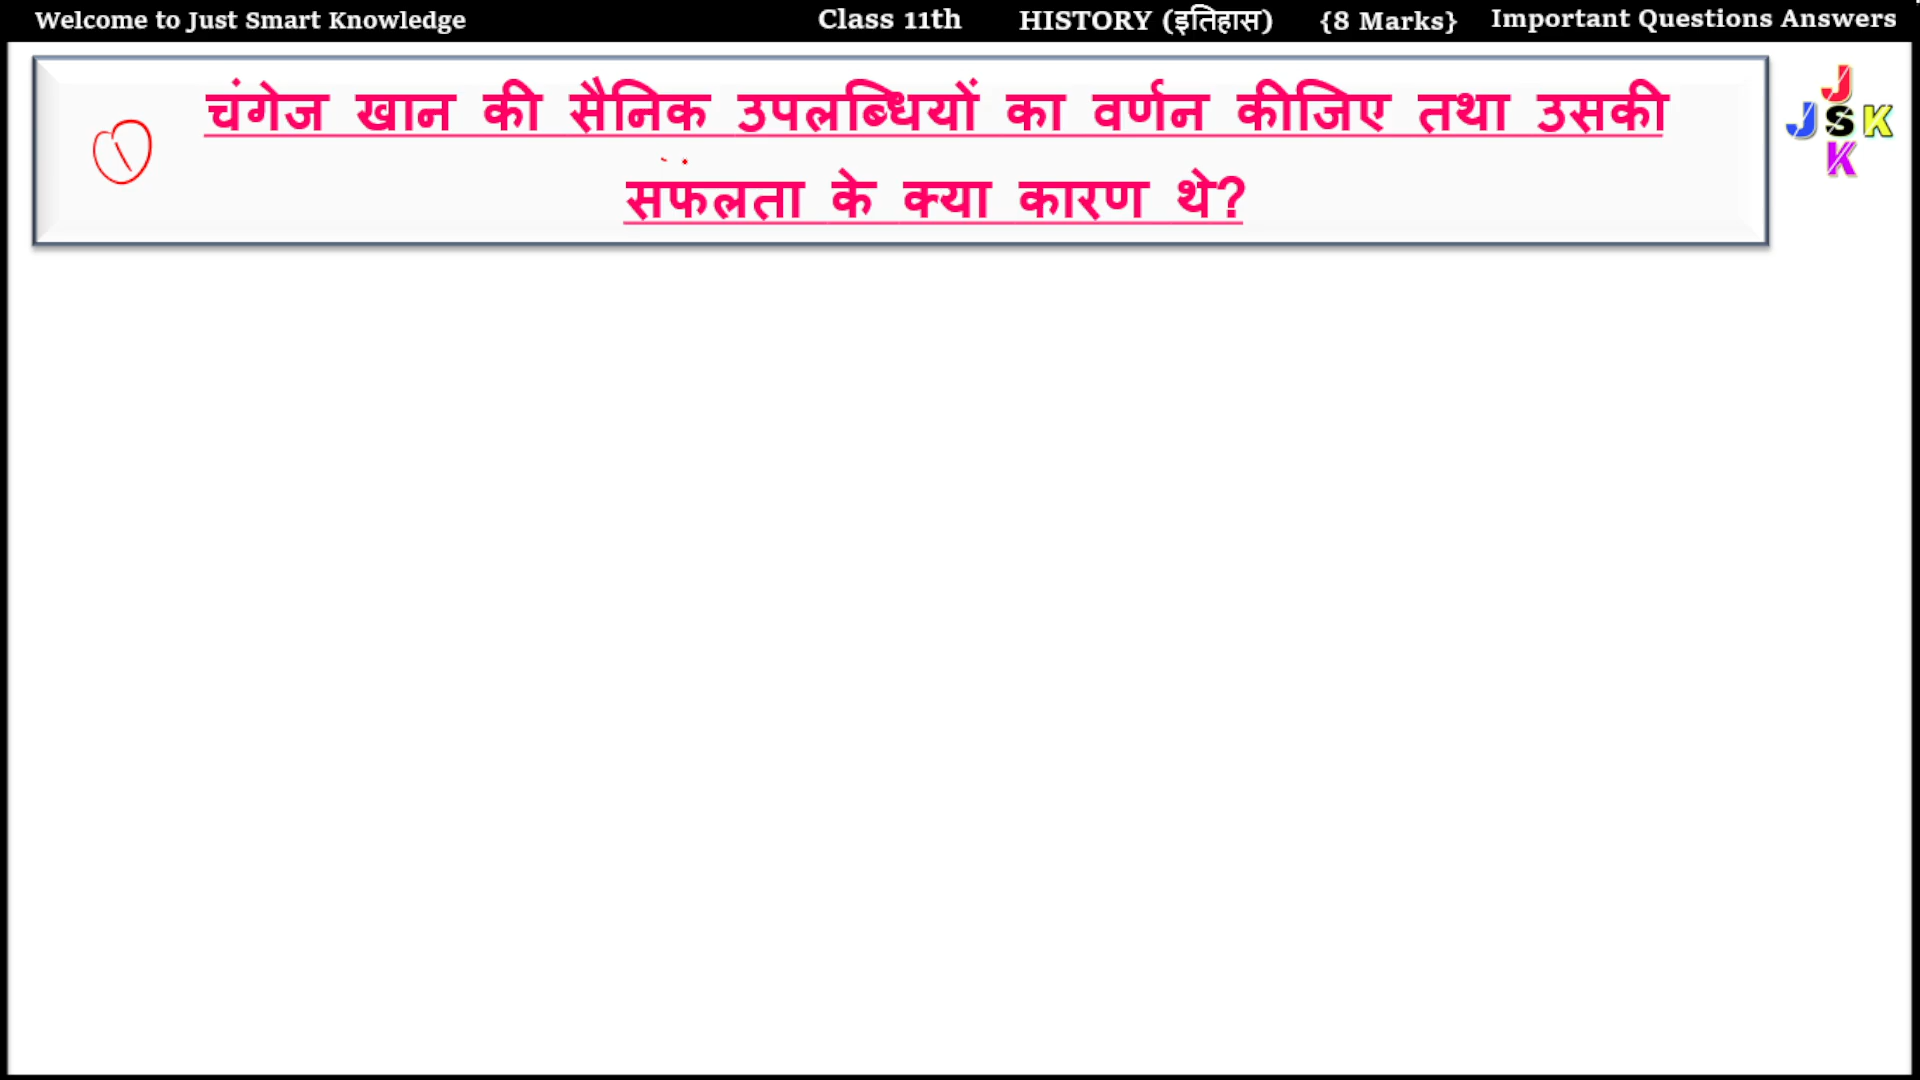 Welcome to Just Smart Knowledge Class 11th HISTORY (इतिहास) {8 Marks} Important Questions Answers
चंगेज खान की सैनिक उपलब्धियों का वर्णन कीजिए तथा उसकी
सफलता के क्या कारण थे?
1
J
J S K
K